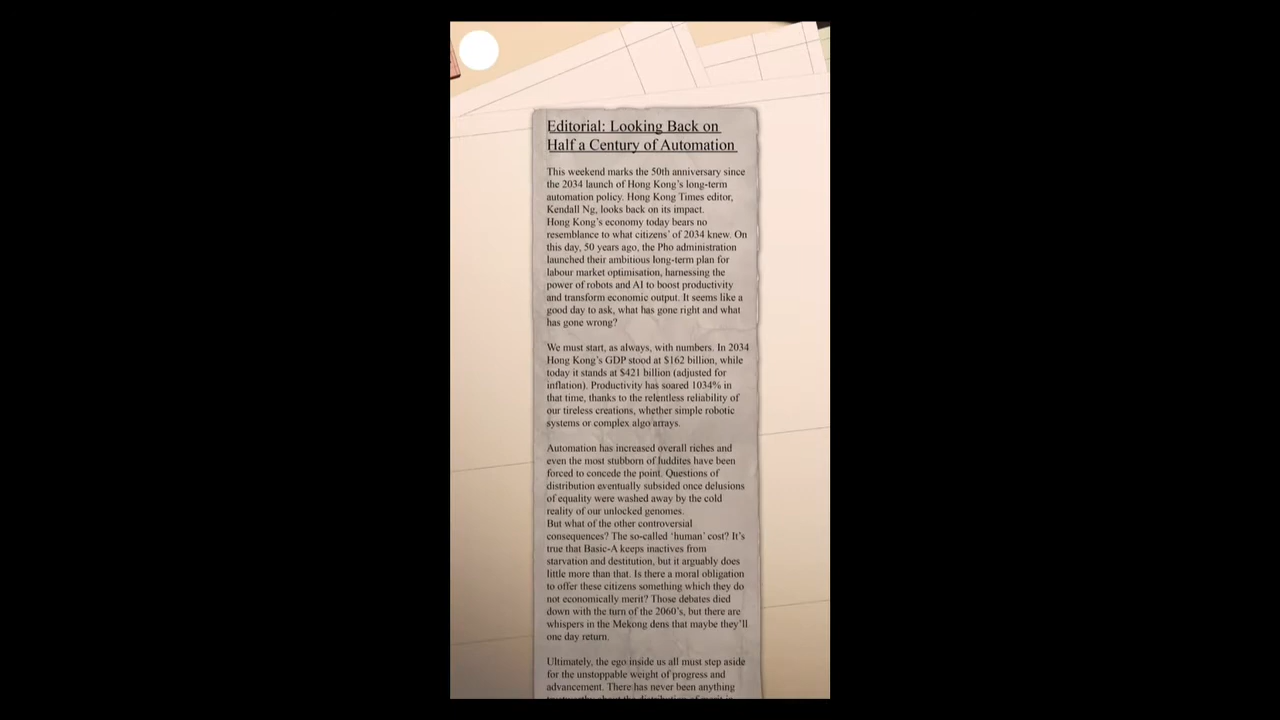 Editorial: Looking Back on
Half a Century of Automation
This weekend marks the 50th anniversary since
the 2034 launch of Hong Kong's long-term
automation policy. Hong Kong Times editor,
Kendall Ng, looks back on its impact.
Hong Kong's economy today bears no
resemblance to what citizens' of 2034 knew. On
this day, 50 years ago, the Pho administration
launched their ambitious long-term plan for
labour market optimisation, harnessing the
power of robots and AI to boost productivity
and transform economic output. It seems like a
good day to ask, what has gone right and what
has gone wrong?
We must start, as always, with numbers. In 2034
Hong Kong's GDP stood at $162 billion, while
today it stands at $421 billion (adjusted for
inflation). Productivity has soared 1034% in
that time, thanks to the relentless reliability of
our tireless creations, whether simple robotic
systems or complex algo arrays.
Automation has increased overall riches and
even the most stubborn of luddites have been
forced to concede the point. Questions of
distribution eventually subsided once delusions
of equality were washed away by the cold
reality of our unlocked genomes.
But what of the other controversial
consequences? The so-called 'human' cost? It's
true that Basic-A keeps inactives from
starvation and destitution, but it arguably does
little more than that. Is there a moral obligation
to offer these citizens something which they do
not economically merit? Those debates died
down with the turn of the 2060's, but there are
whispers in the Mekong dens that maybe they'll
one day return.
Ultimately, the ego inside us all must step aside
for the unstoppable weight of progress and
advancement. There has never been anything